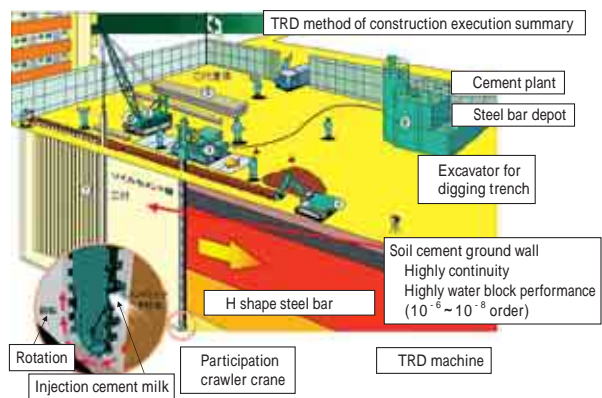 TRD method of construction execution summary
Cement plant
Steel bar depot
Excavator for
digging trench
Soil cement ground wall
Highly continuity
Highly water block performance
(10⁻⁶ ~ 10⁻⁸ order)
H shape steel bar
TRD machine
Participation
crawler crane
Rotation
Injection cement milk